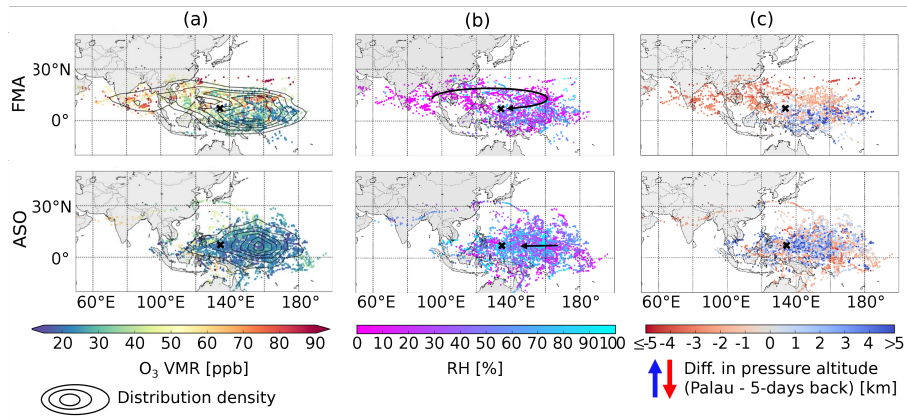 (a) (b) (c)
FMA
30°N
0°
ASO
30°N
0°
60°E 100°E 140°E 180°E 60°E 100°E 140°E 180°E 60°E 100°E 140°E 180°E
20 30 40 50 60 70 80 90 0 10 20 30 40 50 60 70 80 90 100 ≤-5 -4 -3 -2 -1 0 1 2 3 4 >5
O₃ VMR [ppb] RH [%] Diff. in pressure altitude
(Palau - 5-days back) [km]
Distribution density